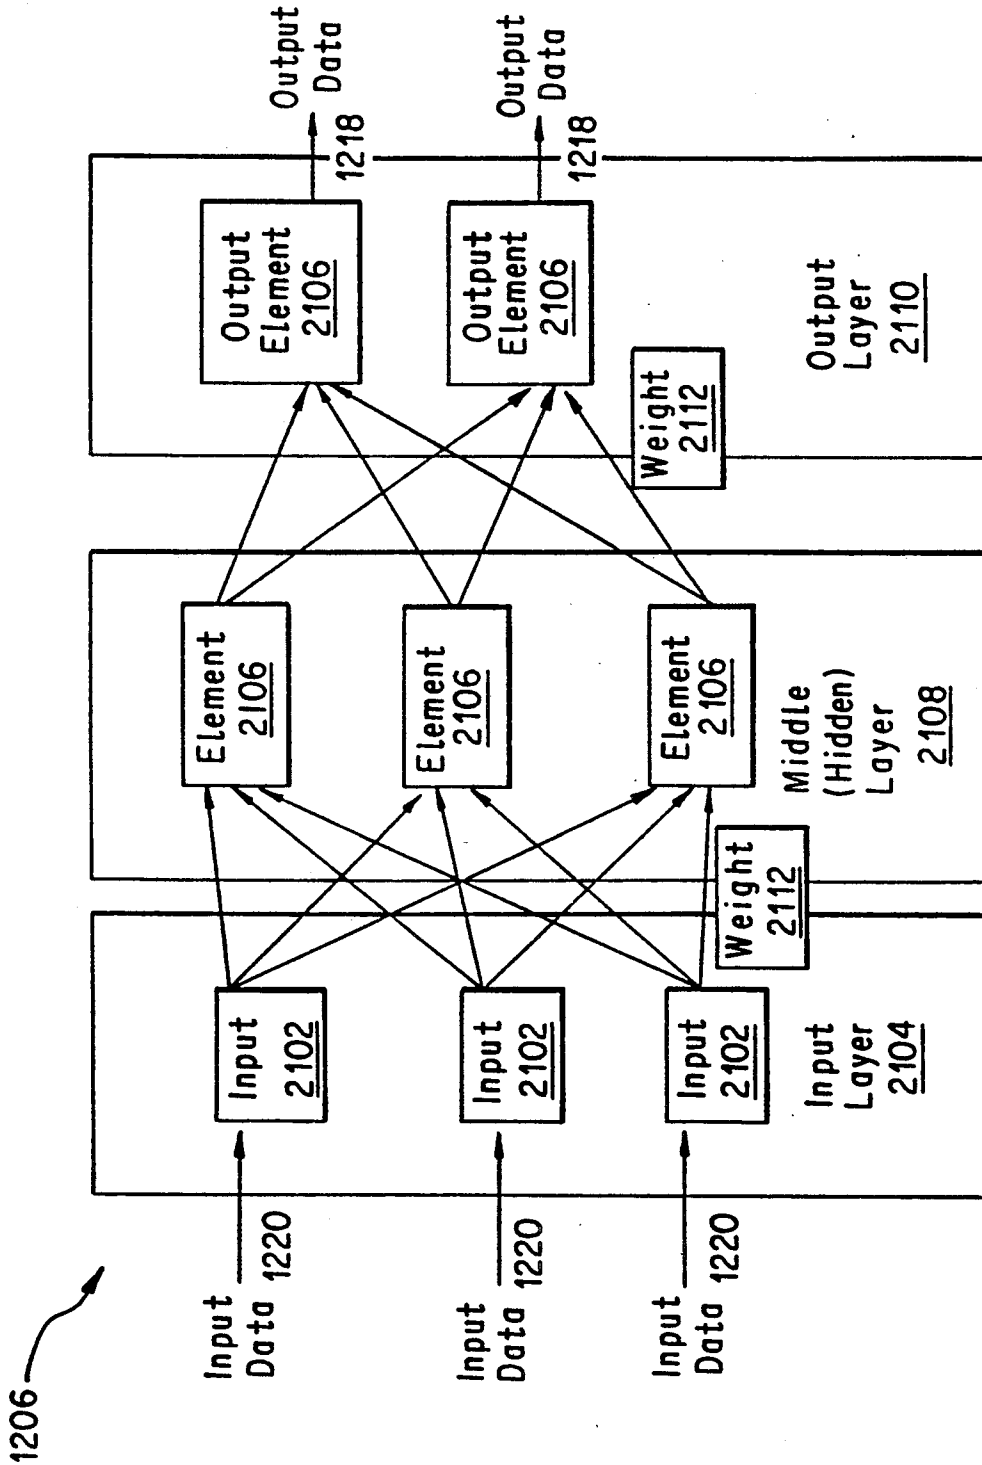 1206
Input
Data 1220
Input
Data 1220
Input
Data 1220
Input
2102
Input
2102
Input
2102
Input
Layer
2104
Weight
2112
Element
2106
Element
2106
Element
2106
Middle
(Hidden)
Layer
2108
Weight
2112
Output
Element
2106
Output
Element
2106
Output
Layer
2110
1218
Output
Data
1218
Output
Data